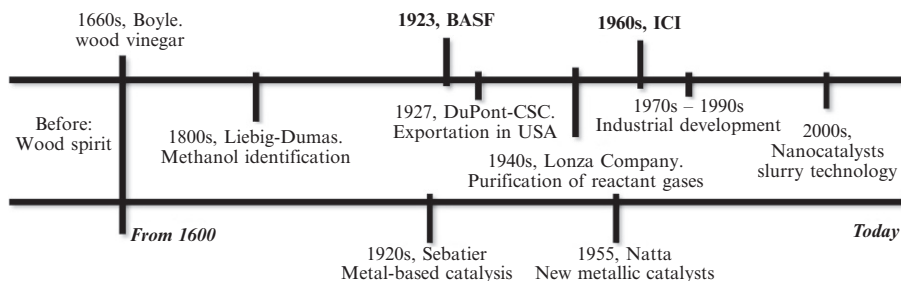 1660s, Boyle.
wood vinegar
1923, BASF
1960s, ICI
Before:
Wood spirit
1800s, Liebig-Dumas.
Methanol identification
1927, DuPont-CSC.
Exportation in USA
1940s, Lonza Company.
Purification of reactant gases
1970s – 1990s
Industrial development
2000s,
Nanocatalysts
slurry technology
From 1600
Today
1920s, Sebatier
Metal-based catalysis
1955, Natta
New metallic catalysts